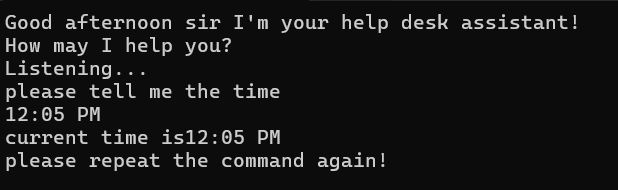 Good afternoon sir I'm your help desk assistant!
How may I help you?
Listening...
please tell me the time
12:05 PM
current time is12:05 PM
please repeat the command again!